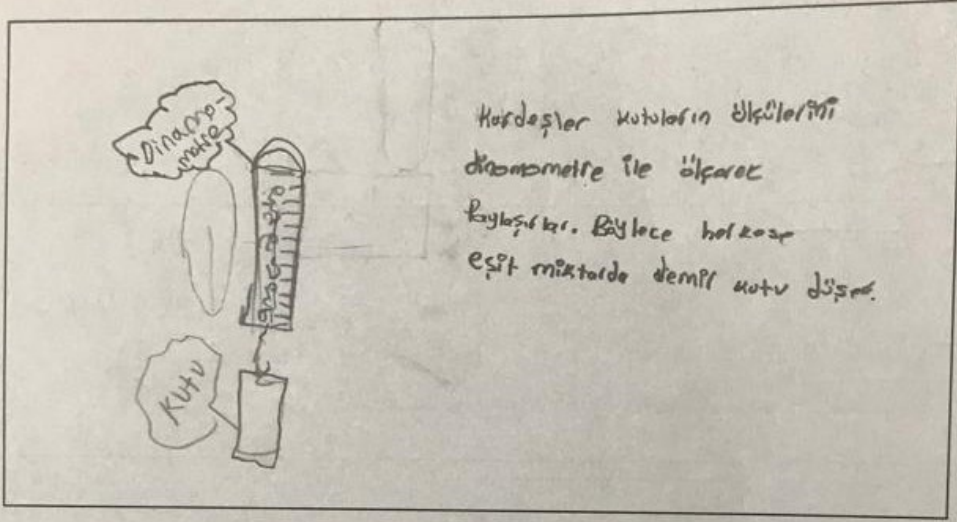 Dinamo-
metre
Kutu
Kardeşler kutuların ölçülerini
dinamometre ile ölçerek
Paylaşırlar. Böylece herkese
eşit miktarda demir kutu düşer.